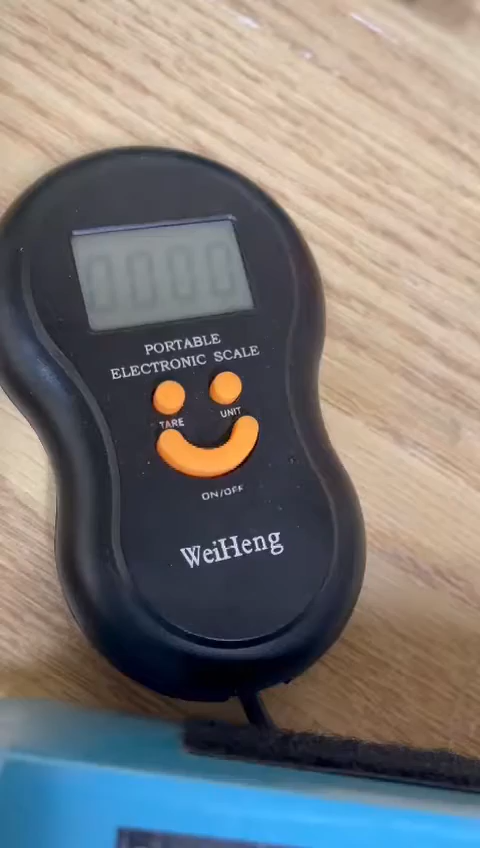 0000
PORTABLE
ELECTRONIC SCALE
TARE
UNIT
ON/OFF
WeiHeng